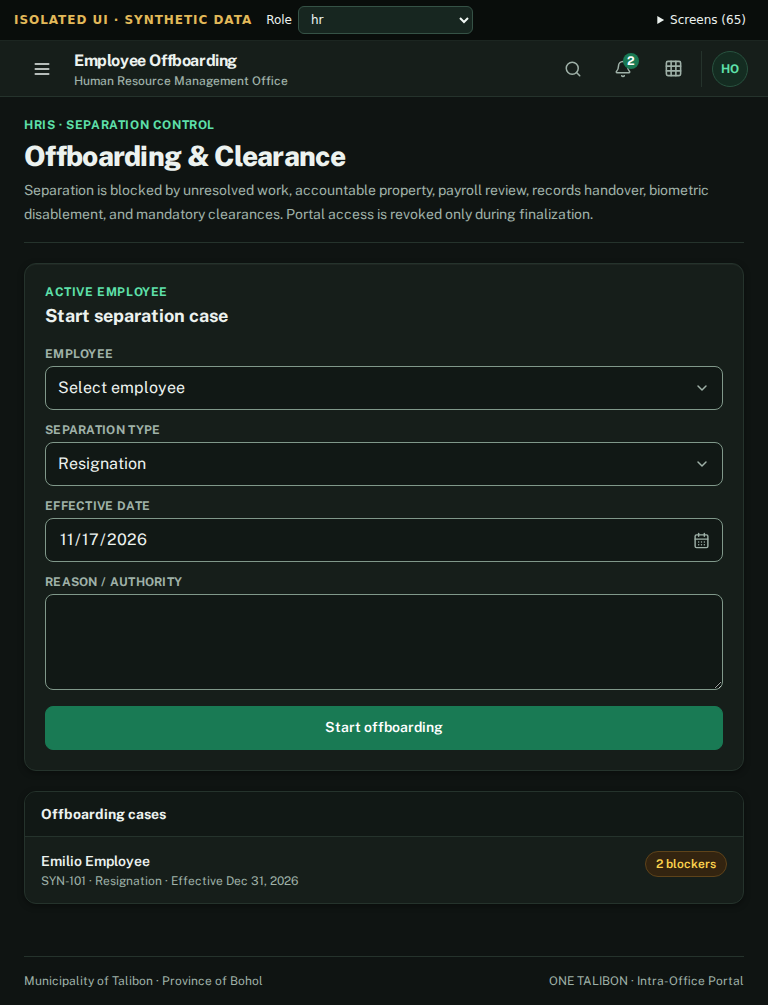 ISOLATED UI · SYNTHETIC DATA Role hr Screens (65)
Employee Offboarding
Human Resource Management Office
2
HO
HRIS · SEPARATION CONTROL
Offboarding & Clearance
Separation is blocked by unresolved work, accountable property, payroll review, records handover, biometric
disablement, and mandatory clearances. Portal access is revoked only during finalization.
ACTIVE EMPLOYEE
Start separation case
EMPLOYEE
Select employee
SEPARATION TYPE
Resignation
EFFECTIVE DATE
11/17/2026
REASON / AUTHORITY
Start offboarding
Offboarding cases
Emilio Employee
2 blockers
SYN-101 · Resignation · Effective Dec 31, 2026
Municipality of Talibon · Province of Bohol
ONE TALIBON · Intra-Office Portal